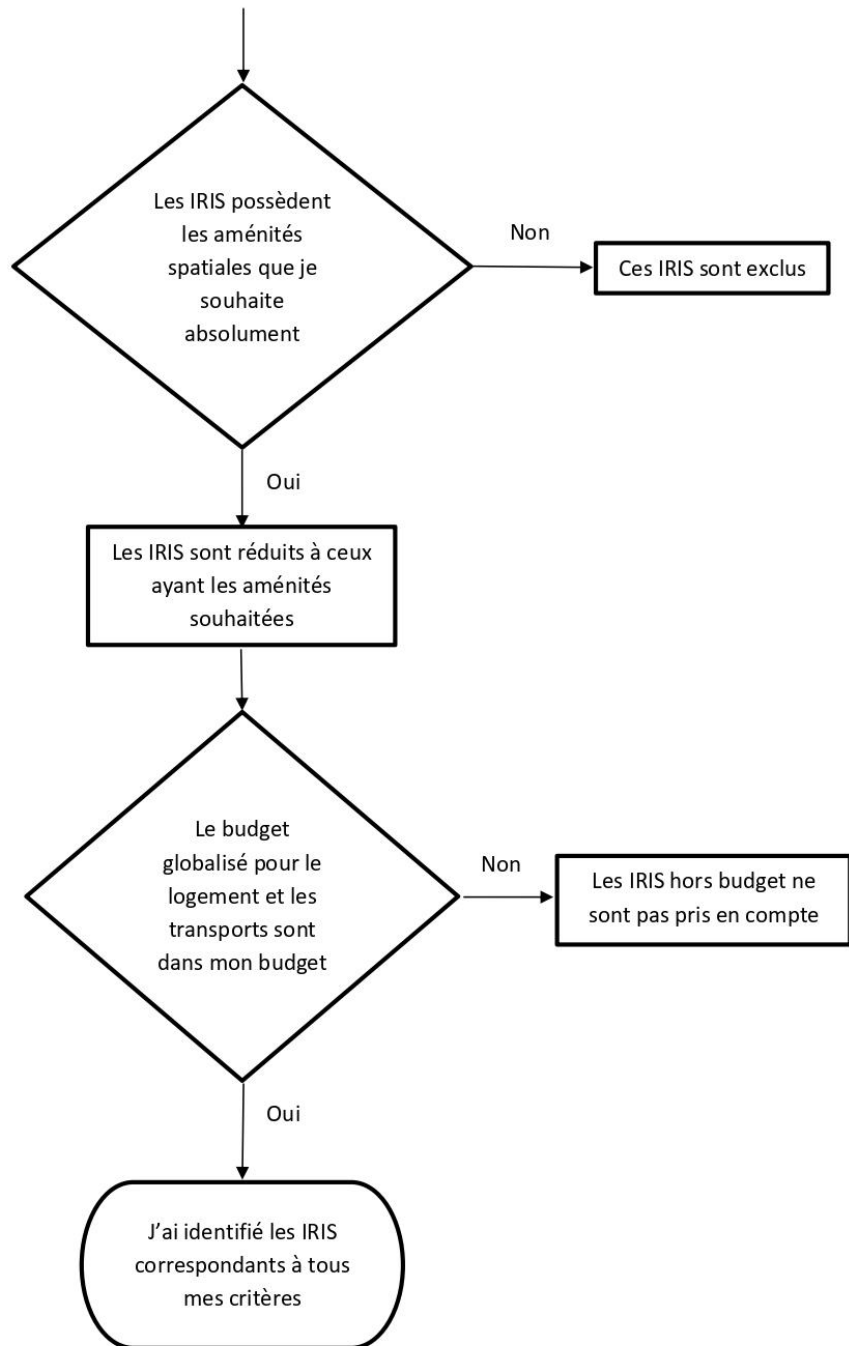 Les IRIS possèdent
les aménités
spatiales que je
souhaite
absolument
Non
Ces IRIS sont exclus
Oui
Les IRIS sont réduits à ceux
ayant les aménités
souhaitées
Le budget
globalisé pour le
logement et les
transports sont
dans mon budget
Non
Les IRIS hors budget ne
sont pas pris en compte
Oui
J’ai identifié les IRIS
correspondants à tous
mes critères